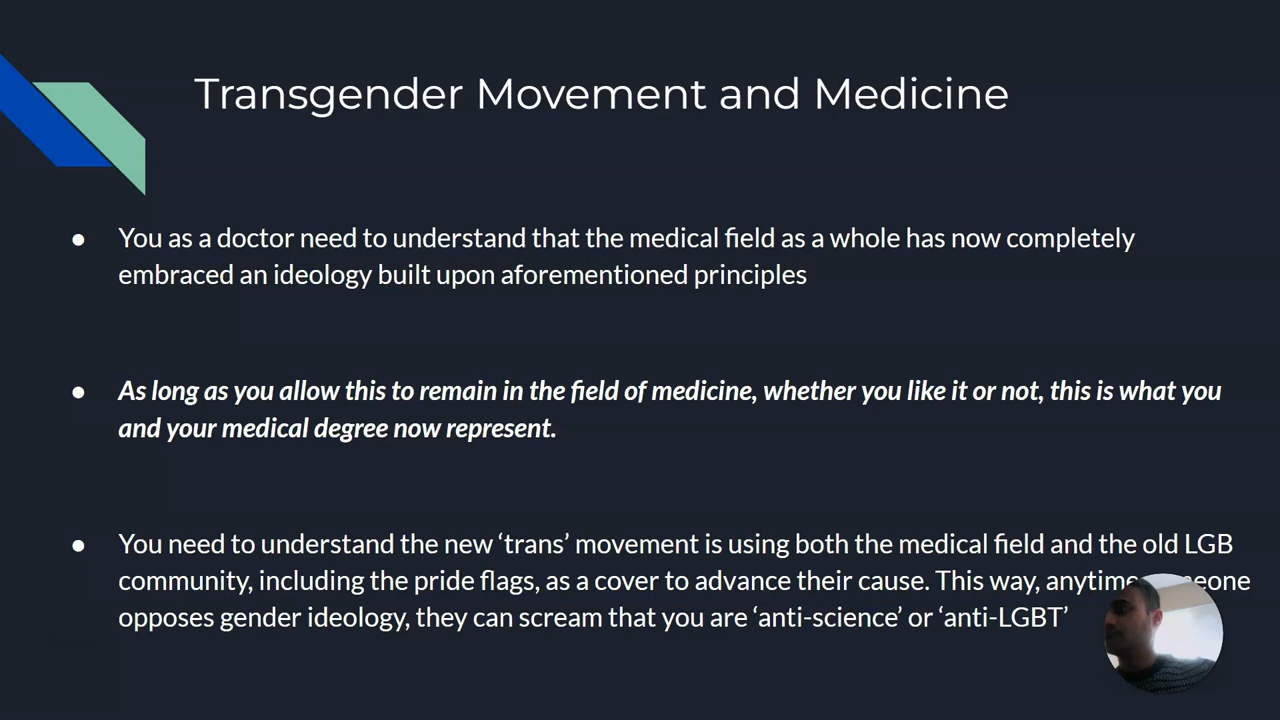 Transgender Movement and Medicine
● You as a doctor need to understand that the medical field as a whole has now completely
embraced an ideology built upon aforementioned principles
● As long as you allow this to remain in the field of medicine, whether you like it or not, this is what you
and your medical degree now represent.
● You need to understand the new ‘trans’ movement is using both the medical field and the old LGB
community, including the pride flags, as a cover to advance their cause. This way, anytime
opposes gender ideology, they can scream that you are ‘anti-science’ or ‘anti-LGBT’